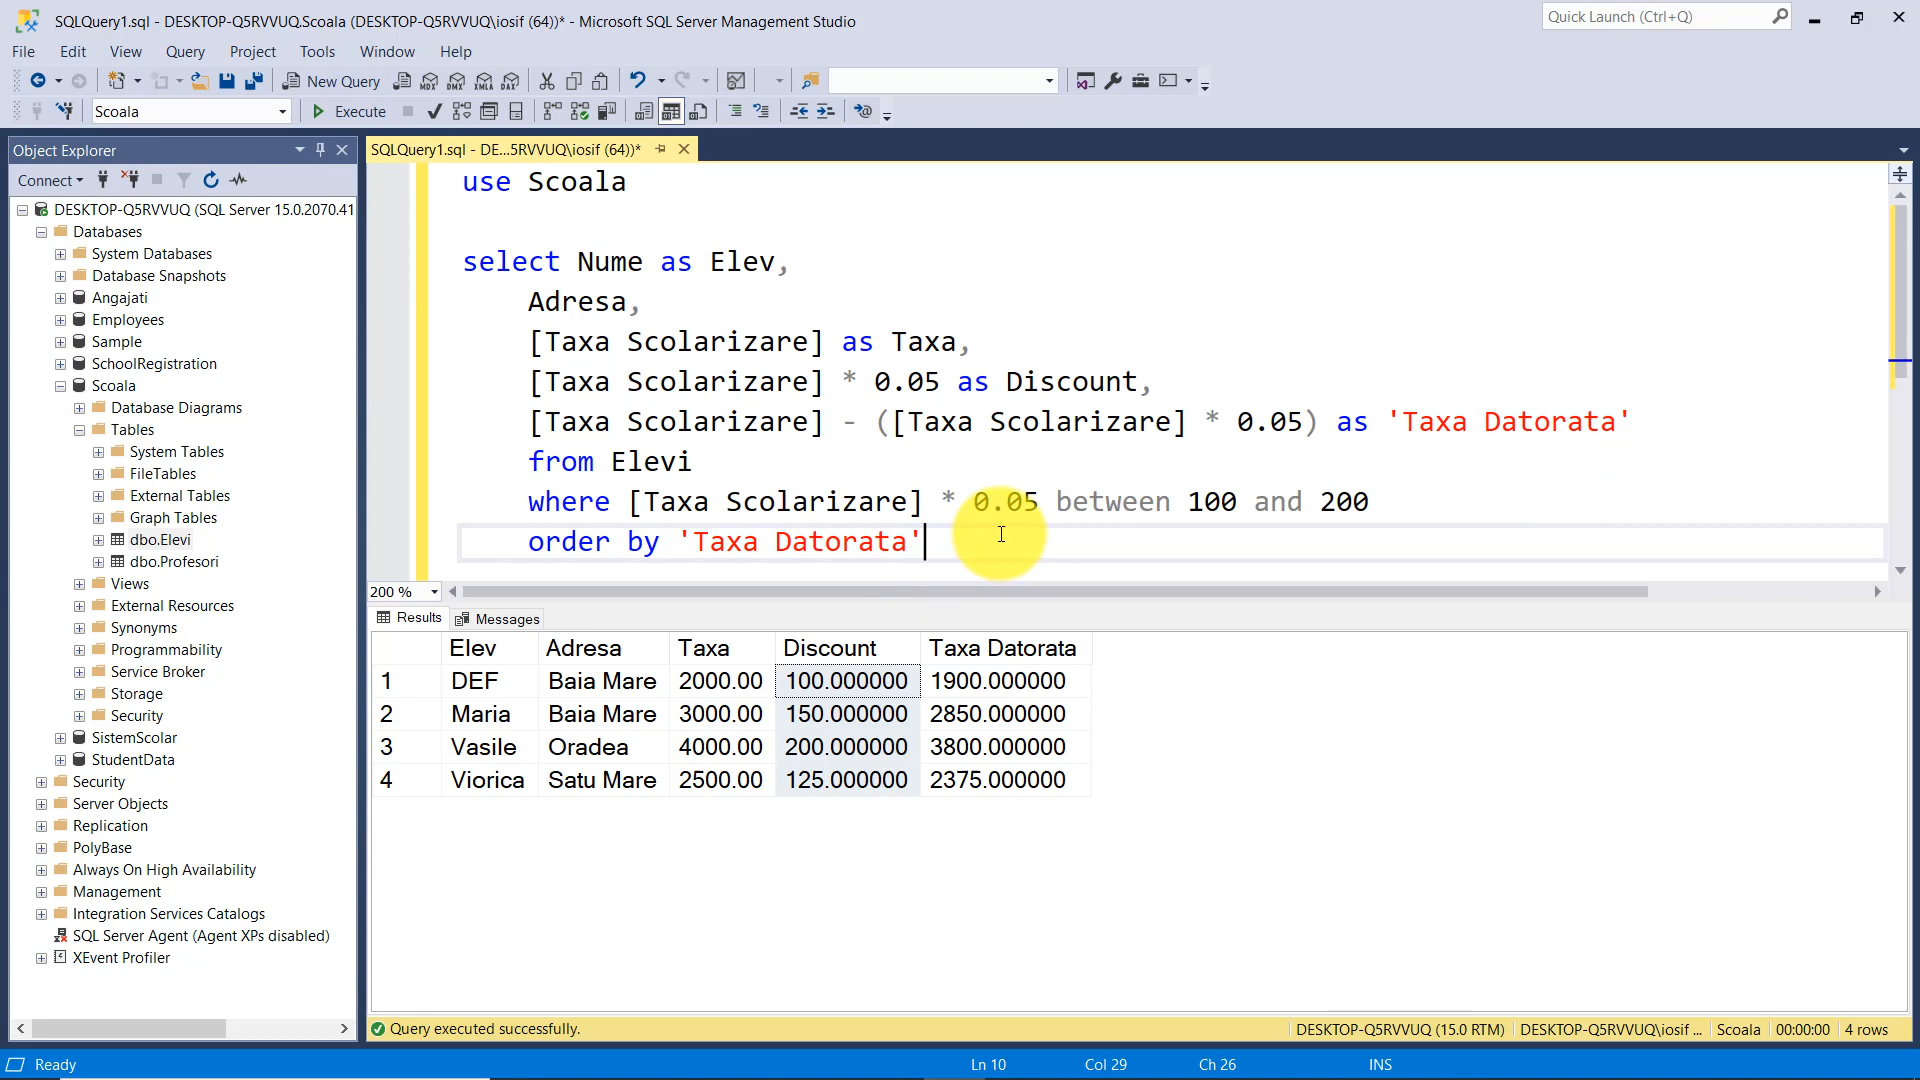 SQLQuery1.sql - DESKTOP-Q5RVVUQ.Scoala (DESKTOP-Q5RVVUQ\iosif (64))* - Microsoft SQL Server Management Studio
Quick Launch (Ctrl+Q)
File Edit View Query Project Tools Window Help
New Query
MDX DMX XMLA DAX
Scoala
Execute
Object Explorer
SQLQuery1.sql - DE...5RVVUQ\iosif (64))*
Connect
DESKTOP-Q5RVVUQ (SQL Server 15.0.2070.41
Databases
System Databases
Database Snapshots
Angajati
Employees
Sample
SchoolRegistration
Scoala
Database Diagrams
Tables
System Tables
FileTables
External Tables
Graph Tables
dbo.Elevi
dbo.Profesori
Views
External Resources
Synonyms
Programmability
Service Broker
Storage
Security
SistemScolar
StudentData
Security
Server Objects
Replication
PolyBase
Always On High Availability
Management
Integration Services Catalogs
SQL Server Agent (Agent XPs disabled)
XEvent Profiler
use Scoala
select Nume as Elev,
Adresa,
[Taxa Scolarizare] as Taxa,
[Taxa Scolarizare] * 0.05 as Discount,
[Taxa Scolarizare] - ([Taxa Scolarizare] * 0.05) as 'Taxa Datorata'
from Elevi
where [Taxa Scolarizare] * 0.05 between 100 and 200
order by 'Taxa Datorata'
200 %
Results Messages
Elev Adresa Taxa Discount Taxa Datorata
1 DEF Baia Mare 2000.00 100.000000 1900.000000
2 Maria Baia Mare 3000.00 150.000000 2850.000000
3 Vasile Oradea 4000.00 200.000000 3800.000000
4 Viorica Satu Mare 2500.00 125.000000 2375.000000
Query executed successfully. DESKTOP-Q5RVVUQ (15.0 RTM) DESKTOP-Q5RVVUQ\iosif ... Scoala 00:00:00 4 rows
Ready Ln 10 Col 29 Ch 26 INS